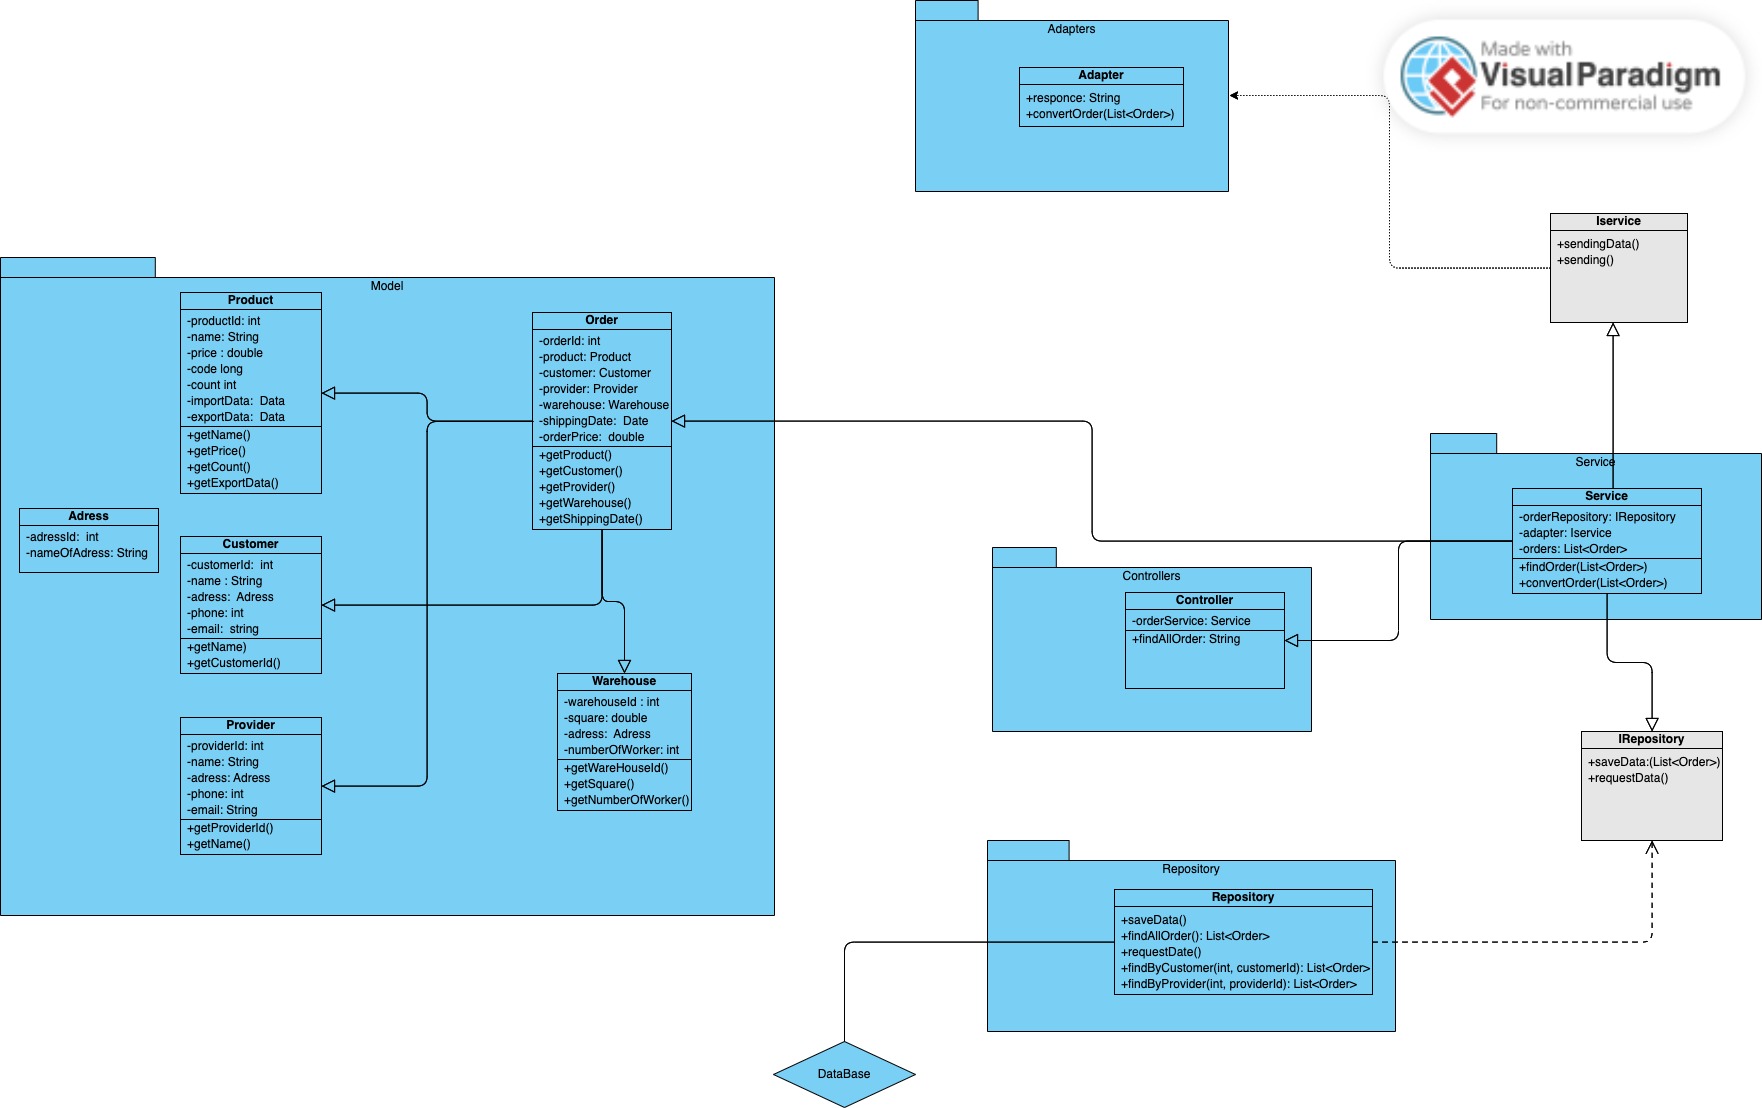 Adapters
Adapter
+responce: String
+convertOrder(List<Order>)
Made with
Visual Paradigm
For non-commercial use
Iservice
+sendingData()
+sending()
Model
Product
-productId: int
-name: String
-price : double
-code long
-count int
-importData:  Data
-exportData:  Data
+getName()
+getPrice()
+getCount()
+getExportData()
Order
-orderId: int
-product: Product
-customer: Customer
-provider: Provider
-warehouse: Warehouse
-shippingDate:  Date
-orderPrice:  double
+getProduct()
+getCustomer()
+getProvider()
+getWarehouse()
+getShippingDate()
Adress
-adressId:  int
-nameOfAdress: String
Customer
-customerId:  int
-name : String
-adress:  Adress
-phone: int
-email:  string
+getName)
+getCustomerId()
Provider
-providerId: int
-name: String
-adress: Adress
-phone: int
-email: String
+getProviderId()
+getName()
Warehouse
-warehouseId : int
-square: double
-adress:  Adress
-numberOfWorker: int
+getWareHouseId()
+getSquare()
+getNumberOfWorker()
Service
Service
-orderRepository: IRepository
-adapter: Iservice
-orders: List<Order>
+findOrder(List<Order>)
+convertOrder(List<Order>)
Controllers
Controller
-orderService: Service
+findAllOrder: String
IRepository
+saveData:(List<Order>)
+requestData()
Repository
Repository
+saveData()
+findAllOrder(): List<Order>
+requestDate()
+findByCustomer(int, customerId): List<Order>
+findByProvider(int, providerId): List<Order>
DataBase